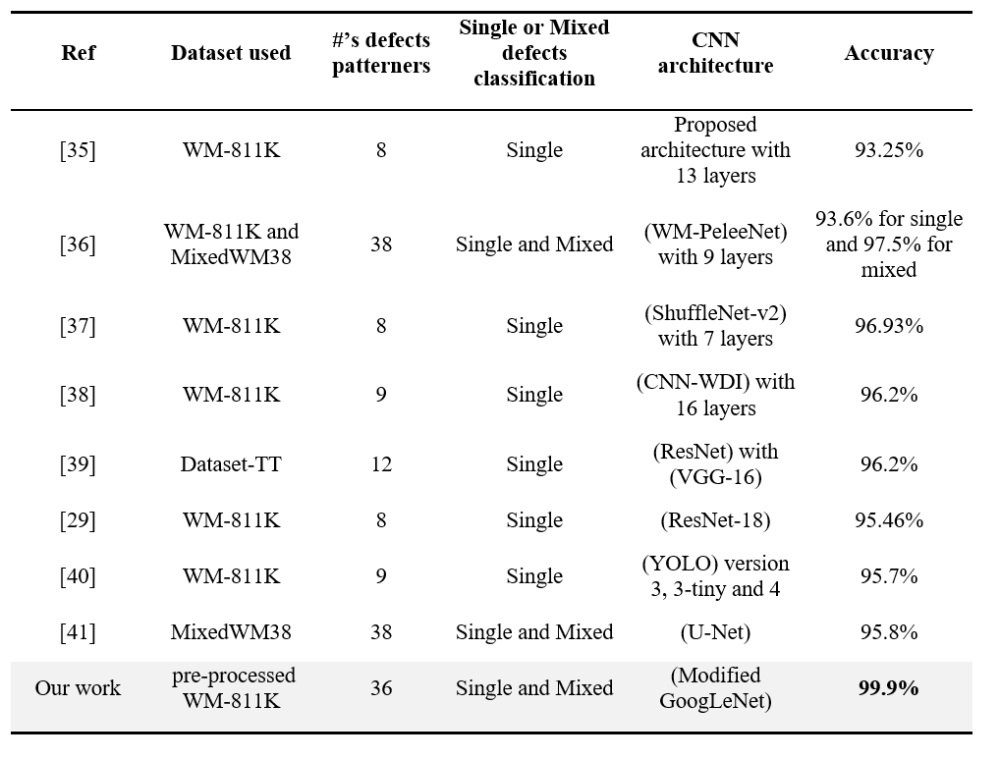 Ref Dataset used #’s defects patterners Single or Mixed defects classification CNN architecture Accuracy
[35] WM-811K 8 Single Proposed architecture with 13 layers 93.25%
[36] WM-811K and MixedWM38 38 Single and Mixed (WM-PeleeNet) with 9 layers 93.6% for single and 97.5% for mixed
[37] WM-811K 8 Single (ShuffleNet-v2) with 7 layers 96.93%
[38] WM-811K 9 Single (CNN-WDI) with 16 layers 96.2%
[39] Dataset-TT 12 Single (ResNet) with (VGG-16) 96.2%
[29] WM-811K 8 Single (ResNet-18) 95.46%
[40] WM-811K 9 Single (YOLO) version 3, 3-tiny and 4 95.7%
[41] MixedWM38 38 Single and Mixed (U-Net) 95.8%
Our work pre-processed WM-811K 36 Single and Mixed (Modified GoogLeNet) 99.9%